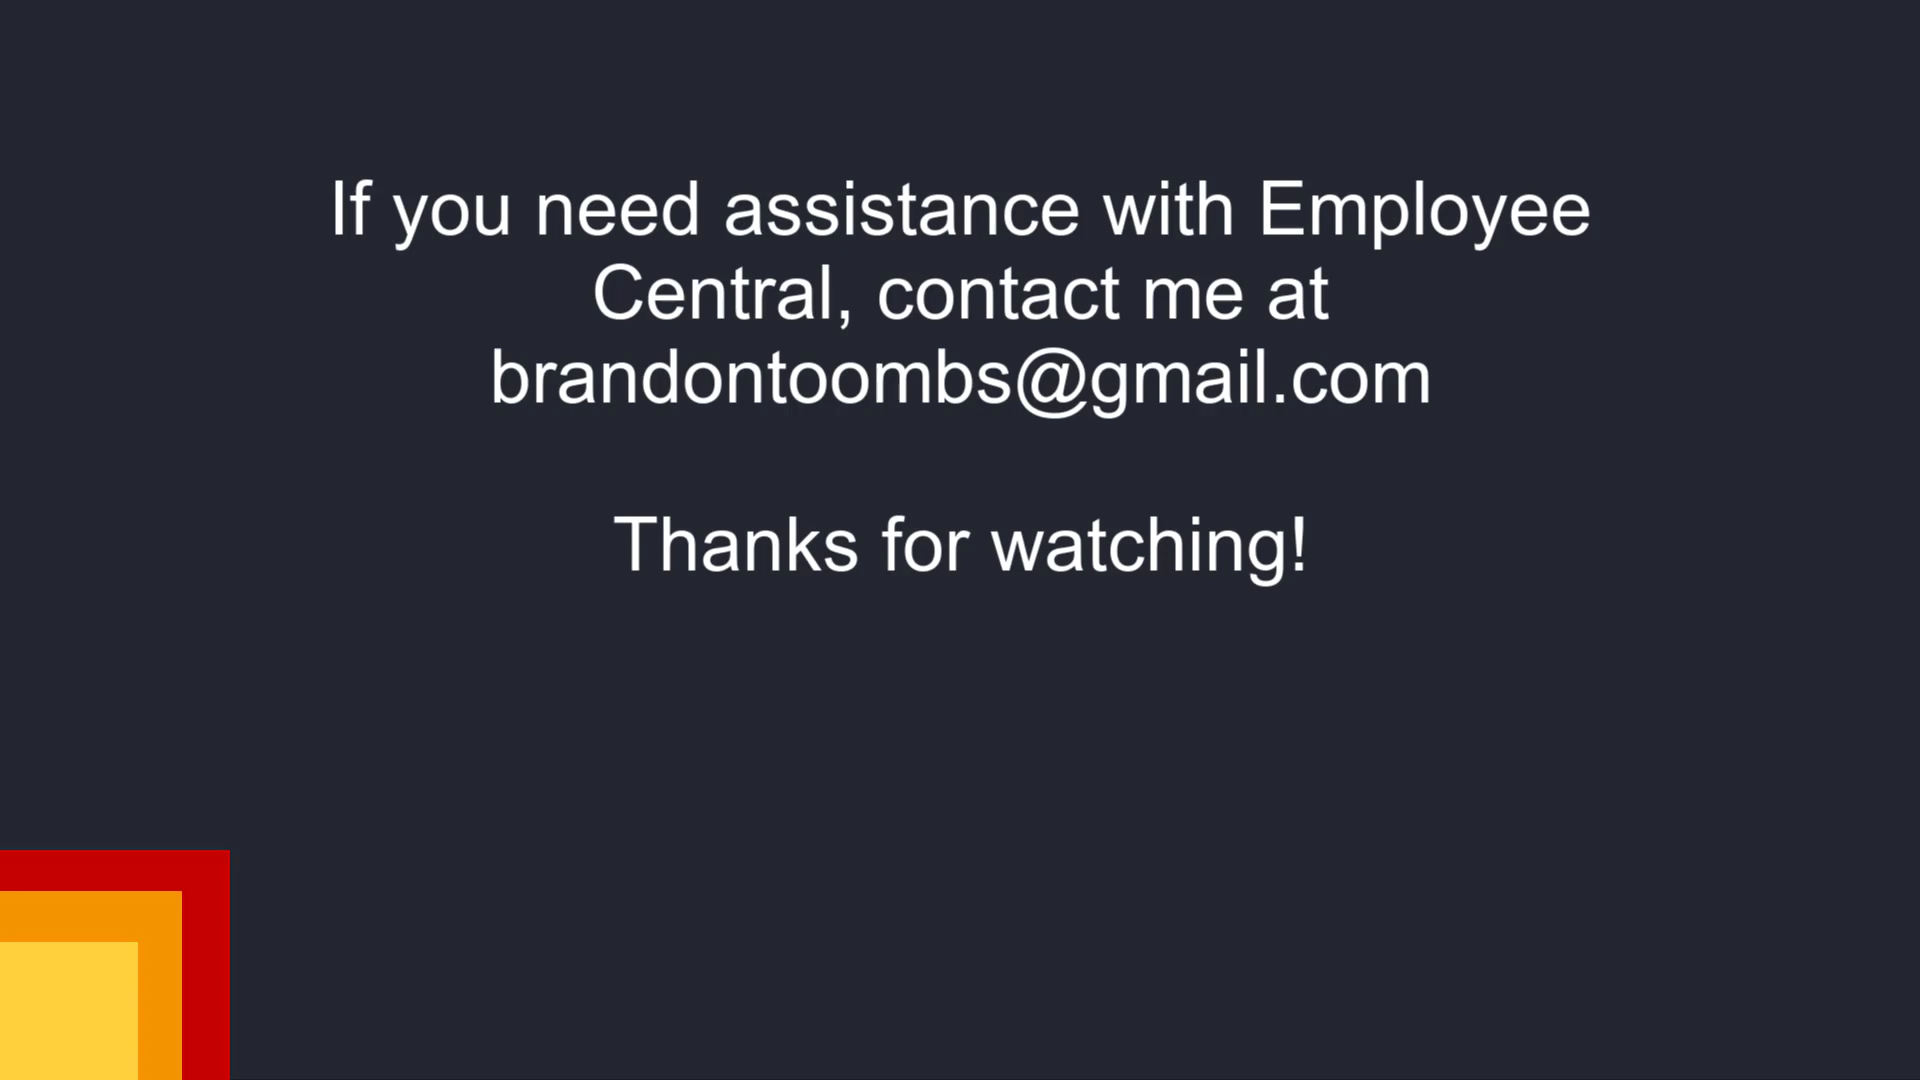 If you need assistance with Employee
Central, contact me at
brandontoombs@gmail.com
Thanks for watching!